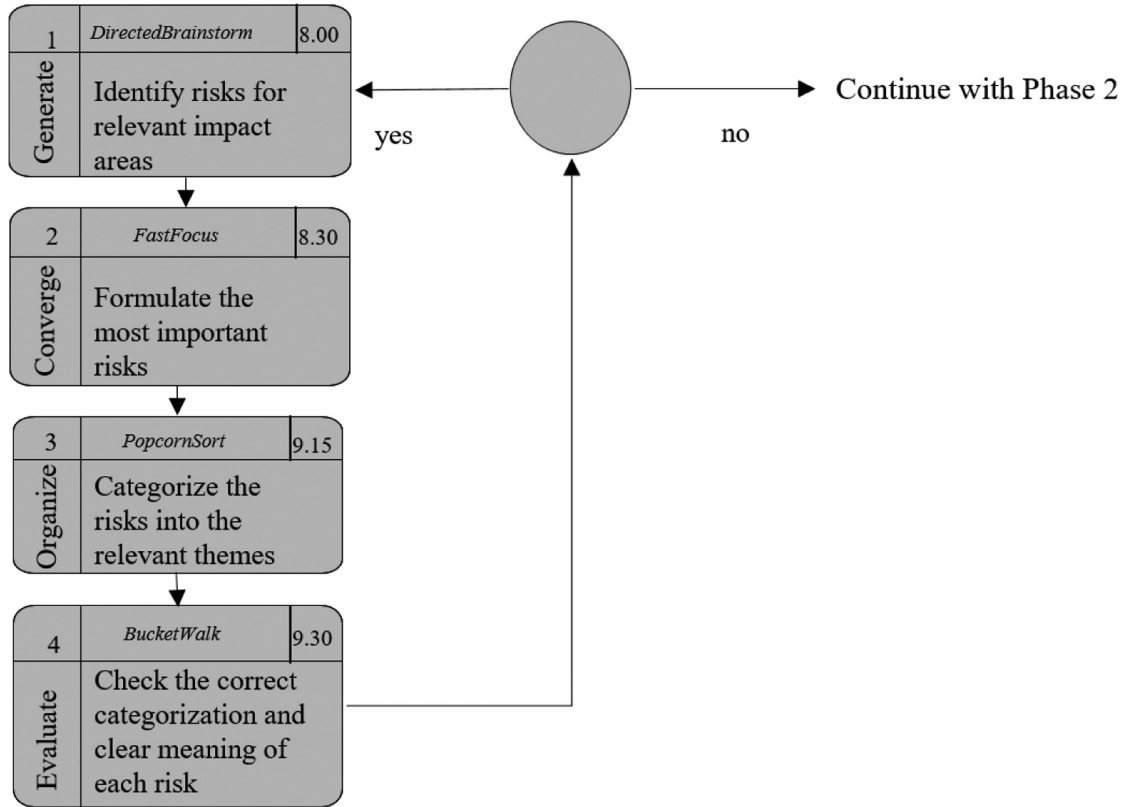 1
DirectedBrainstorm
8.00
Generate
Identify risks for
relevant impact
areas
yes
no
Continue with Phase 2
2
FastFocus
8.30
Converge
Formulate the
most important
risks
3
PopcornSort
9.15
Organize
Categorize the
risks into the
relevant themes
4
BucketWalk
9.30
Evaluate
Check the correct
categorization and
clear meaning of
each risk